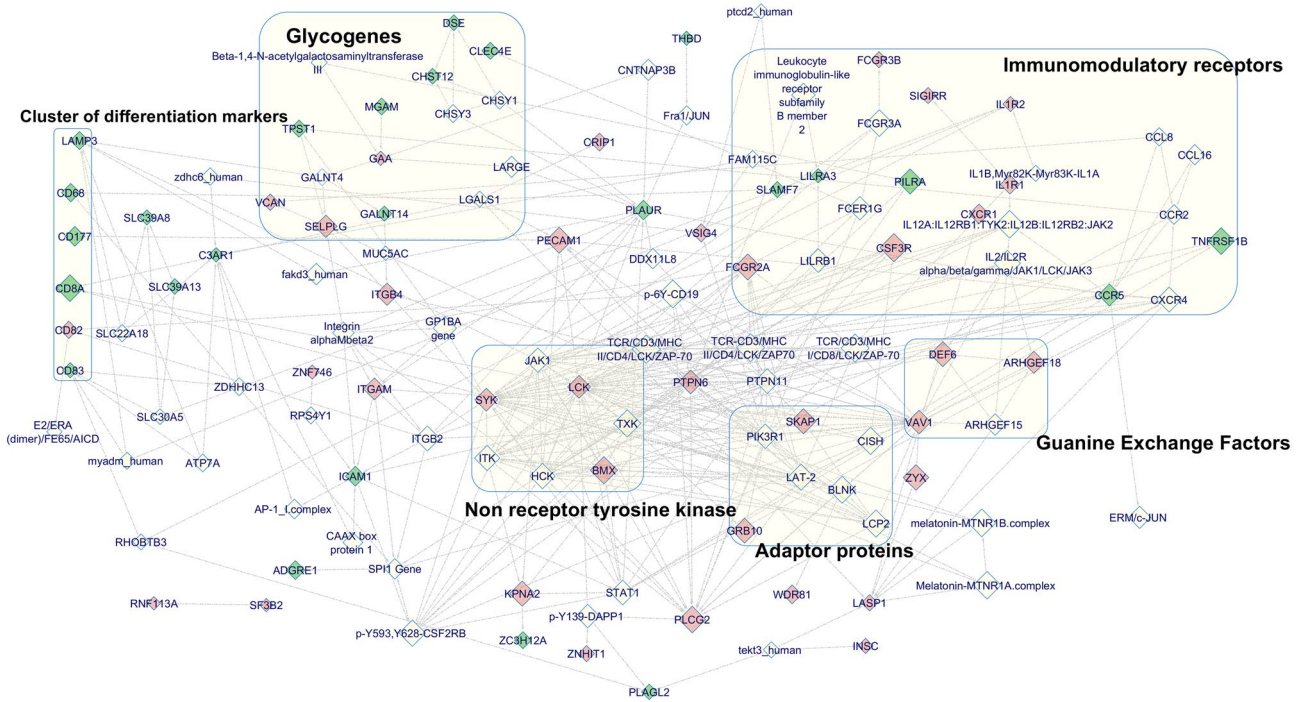 ptcd2_human
DSE
Glycogenes
THBD
CLEC4E
Beta-1,4-N-acetylgalactosaminyltransferase
III
CHST12
CNTNAP3B
Leukocyte
immunoglobulin-like
receptor
subfamily
B member
2
FCGR3B
Immunomodulatory receptors
SIGIRR
IL1R2
MGAM
CHSY1
CHSY3
Fra1/JUN
FCGR3A
Cluster of differentiation markers
TPST1
LAMP3
CRIP1
CCL8
CCL16
GAA
LARGE
FAM115C
zdhc6_human
GALNT4
LILRA3
PILRA
IL1B,Myr82K-Myr83K-IL1A
IL1R1
CD68
SLAMF7
VCAN
LGALS1
SLC39A8
GALNT14
PLAUR
FCER1G
CXCR1
CCR2
SELPLG
IL12A:IL12RB1:TYK2:IL12B:IL12RB2:JAK2
CD177
PECAM1
VSIG4
CSF3R
TNFRSF1B
C3AR1
MUC5AC
DDX11L8
FCGR2A
LILRB1
IL2/IL2R
alpha/beta/gamma/JAK1/LCK/JAK3
fakd3_human
CD8A
SLC39A13
ITGB4
p-6Y-CD19
CCR5
CXCR4
CD82
SLC22A18
Integrin
alphaMbeta2
GP1BA
gene
TCR/CD3/MHC
II/CD4/LCK/ZAP-70
TCR-CD3/MHC
II/CD4/LCK/ZAP70
TCR/CD3/MHC
I/CD8/LCK/ZAP-70
DEF6
ARHGEF18
JAK1
CD83
ZNF746
ZDHHC13
ITGAM
LCK
PTPN6
PTPN11
SYK
SLC30A5
RPS4Y1
TXK
SKAP1
VAV1
ARHGEF15
E2/ERA
(dimer)/FE65/AICD
ITGB2
PIK3R1
CISH
Guanine Exchange Factors
myadm_human
ATP7A
ITK
HCK
BMX
LAT-2
ICAM1
BLNK
ZYX
AP-1_I.complex
Non receptor tyrosine kinase
GRB10
LCP2
melatonin-MTNR1B.complex
ERM/c-JUN
RHOBTB3
CAAX box
protein 1
Adaptor proteins
ADGRE1
SPI1 Gene
Melatonin-MTNR1A.complex
RNF113A
SF3B2
KPNA2
STAT1
WDR81
LASP1
p-Y139-DAPP1
PLCG2
p-Y593,Y628-CSF2RB
ZC3H12A
ZNHIT1
tekt3_human
INSC
PLAGL2